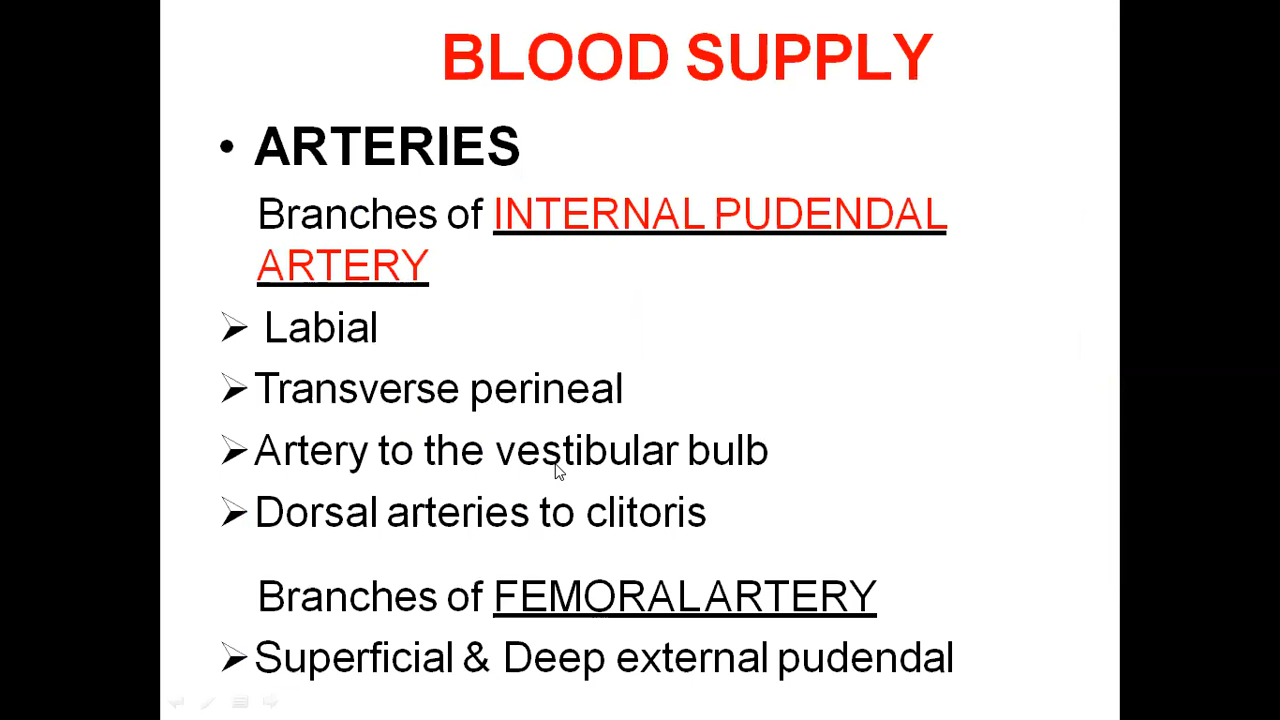 BLOOD SUPPLY
• ARTERIES
Branches of INTERNAL PUDENDAL
ARTERY
➢ Labial
➢ Transverse perineal
➢ Artery to the vestibular bulb
➢ Dorsal arteries to clitoris
Branches of FEMORAL ARTERY
➢ Superficial & Deep external pudendal